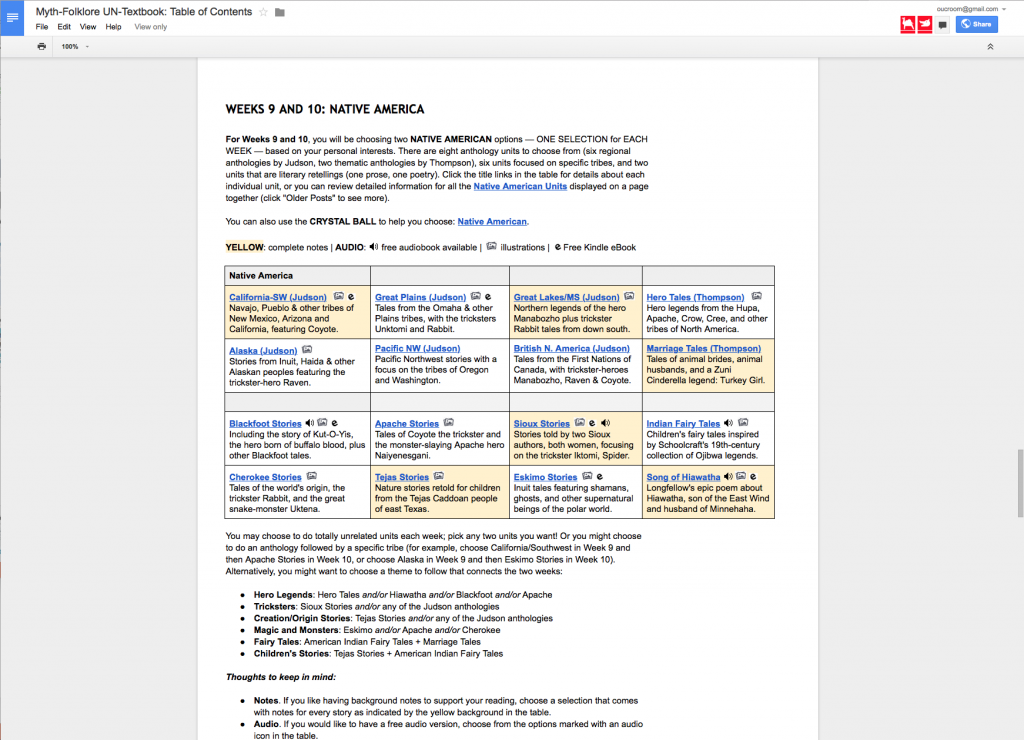 Myth-Folklore UN-Textbook: Table of Contents
oucroom@gmail.com
File Edit View Help View only
Share
100%
WEEKS 9 AND 10: NATIVE AMERICA
For Weeks 9 and 10, you will be choosing two NATIVE AMERICAN options — ONE SELECTION for EACH
WEEK — based on your personal interests. There are eight anthology units to choose from (six regional
anthologies by Judson, two thematic anthologies by Thompson), six units focused on specific tribes, and two
units that are literary retellings (one prose, one poetry). Click the title links in the table for details about each
individual unit, or you can review detailed information for all the Native American Units displayed on a page
together (click "Older Posts" to see more).
You can also use the CRYSTAL BALL to help you choose: Native American.
YELLOW: complete notes | AUDIO: free audiobook available | illustrations | e Free Kindle eBook
Native America
California-SW (Judson) e
Navajo, Pueblo & other tribes of
New Mexico, Arizona and
California, featuring Coyote.
Great Plains (Judson) e
Tales from the Omaha & other
Plains tribes, with the tricksters
Unktomi and Rabbit.
Great Lakes/MS (Judson)
Northern legends of the hero
Manabozho plus trickster
Rabbit tales from down south.
Hero Tales (Thompson)
Hero legends from the Hupa,
Apache, Crow, Cree, and other
tribes of North America.
Alaska (Judson)
Stories from Inuit, Haida & other
Alaskan peoples featuring the
trickster-hero Raven.
Pacific NW (Judson)
Pacific Northwest stories with a
focus on the tribes of Oregon
and Washington.
British N. America (Judson)
Tales from the First Nations of
Canada, with trickster-heroes
Manabozho, Raven & Coyote.
Marriage Tales (Thompson)
Tales of animal brides, animal
husbands, and a Zuni
Cinderella legend: Turkey Girl.
Blackfoot Stories e
Including the story of Kut-O-Yis,
the hero born of buffalo blood, plus
other Blackfoot tales.
Apache Stories
Tales of Coyote the trickster and
the monster-slaying Apache hero
Naiyenesgani.
Sioux Stories e
Stories told by two Sioux
authors, both women, focusing
on the trickster Iktomi, Spider.
Indian Fairy Tales
Children's fairy tales inspired
by Schoolcraft's 19th-century
collection of Ojibwa legends.
Cherokee Stories
Tales of the world's origin, the
trickster Rabbit, and the great
snake-monster Uktena.
Tejas Stories
Nature stories retold for children
from the Tejas Caddoan people
of east Texas.
Eskimo Stories e
Inuit tales featuring shamans,
ghosts, and other supernatural
beings of the polar world.
Song of Hiawatha e
Longfellow's epic poem about
Hiawatha, son of the East Wind
and husband of Minnehaha.
You may choose to do totally unrelated units each week; pick any two units you want! Or you might choose
to do an anthology followed by a specific tribe (for example, choose California/Southwest in Week 9 and
then Apache Stories in Week 10, or choose Alaska in Week 9 and then Eskimo Stories in Week 10).
Alternatively, you might want to choose a theme to follow that connects the two weeks:
● Hero Legends: Hero Tales and/or Hiawatha and/or Blackfoot and/or Apache
● Tricksters: Sioux Stories and/or any of the Judson anthologies
● Creation/Origin Stories: Tejas Stories and/or any of the Judson anthologies
● Magic and Monsters: Eskimo and/or Apache and/or Cherokee
● Fairy Tales: American Indian Fairy Tales + Marriage Tales
● Children's Stories: Tejas Stories + American Indian Fairy Tales
Thoughts to keep in mind:
● Notes. If you like having background notes to support your reading, choose a selection that comes
with notes for every story as indicated by the yellow background in the table.
● Audio. If you would like to have a free audio version, choose from the options marked with an audio
icon in the table.